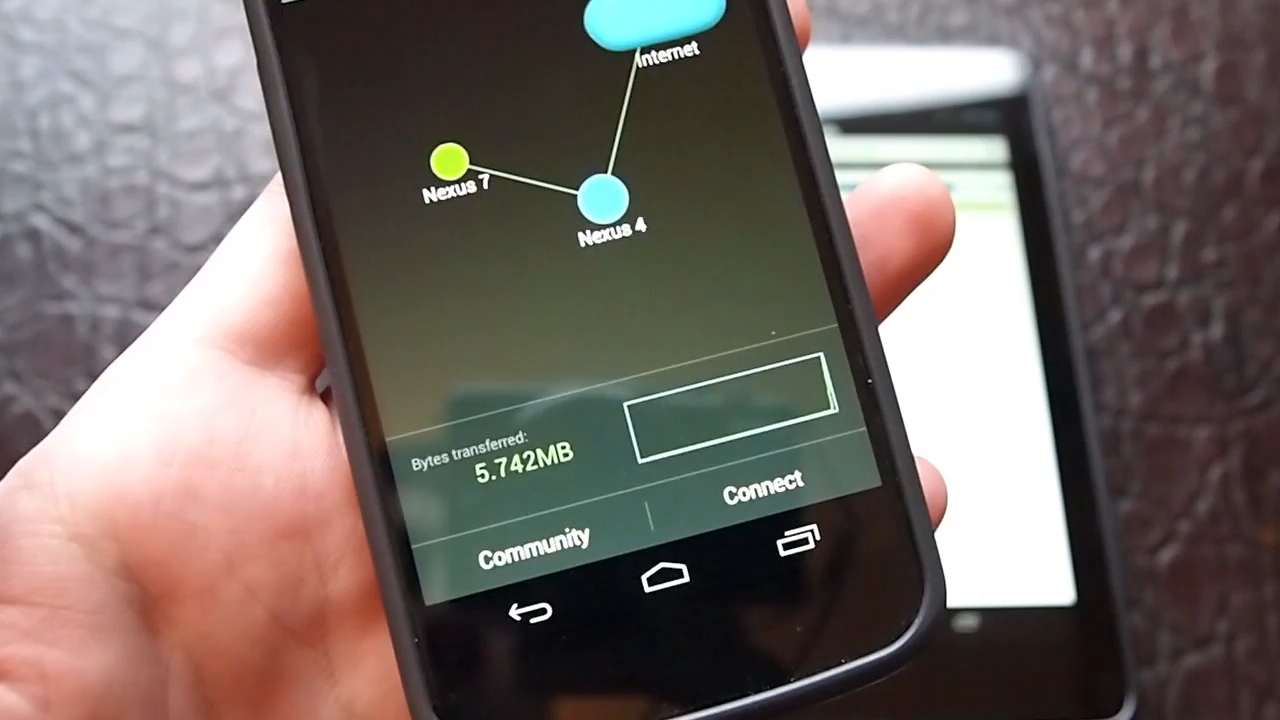 Internet
Nexus 7
Nexus 4
Bytes transferred:
5.742MB
Community
Connect